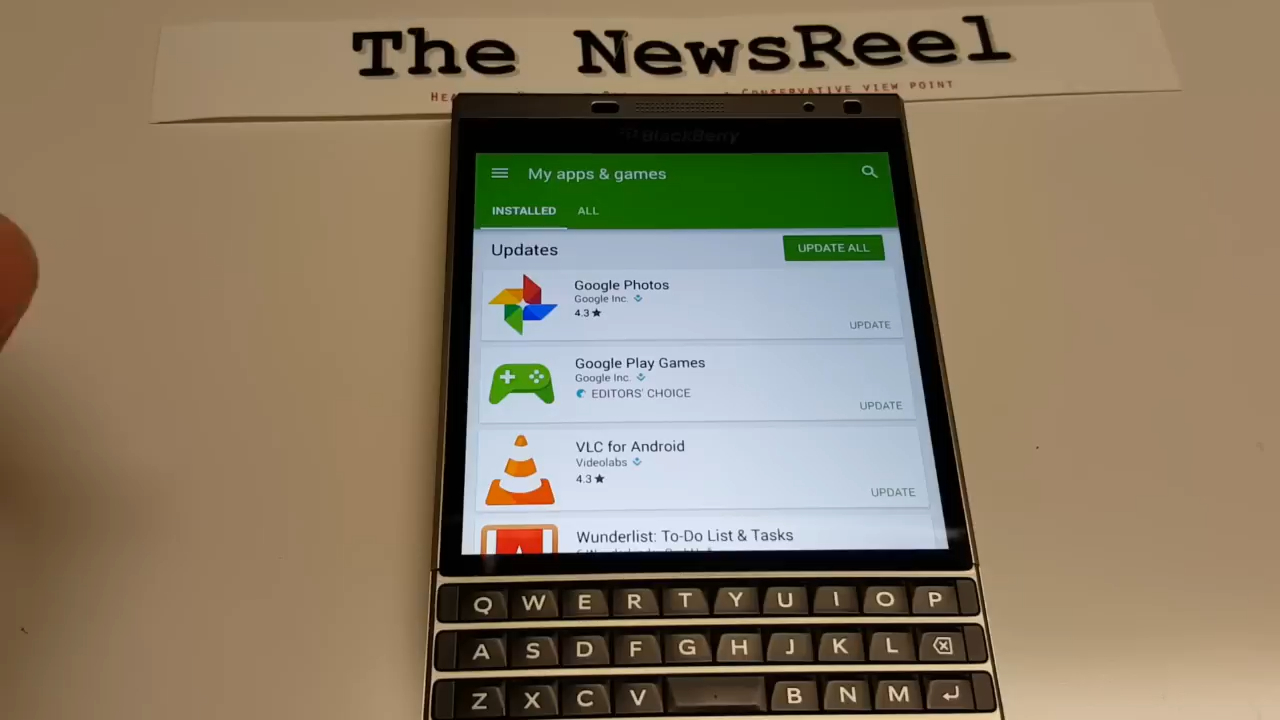 The NewsReel
CONSERVATIVE VIEW POINT
BlackBerry
My apps & games
INSTALLED ALL
Updates UPDATE ALL
Google Photos
Google Inc.
4.3★
UPDATE
Google Play Games
Google Inc.
EDITORS' CHOICE
UPDATE
VLC for Android
Videolabs
4.3★
UPDATE
Wunderlist: To-Do List & Tasks
Q W E R T Y U I O P
A S D F G H J K L
Z X C V B N M